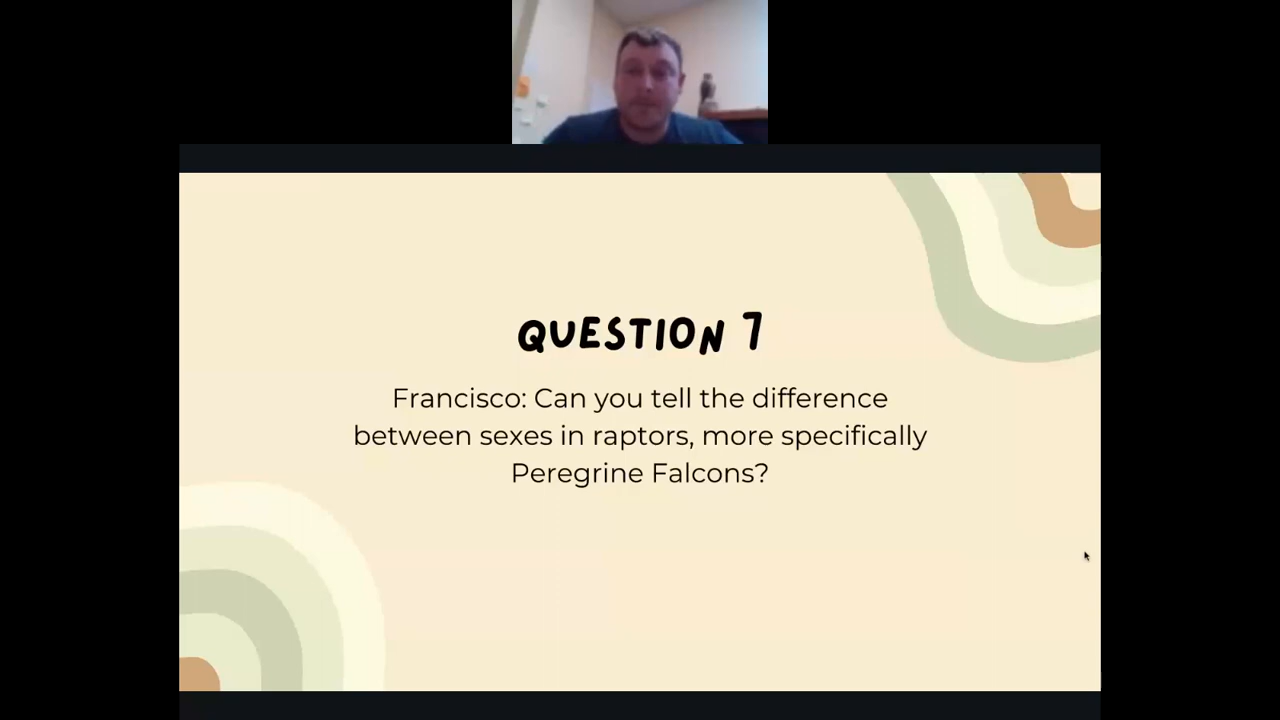 QUESTION 7
Francisco: Can you tell the difference
between sexes in raptors, more specifically
Peregrine Falcons?